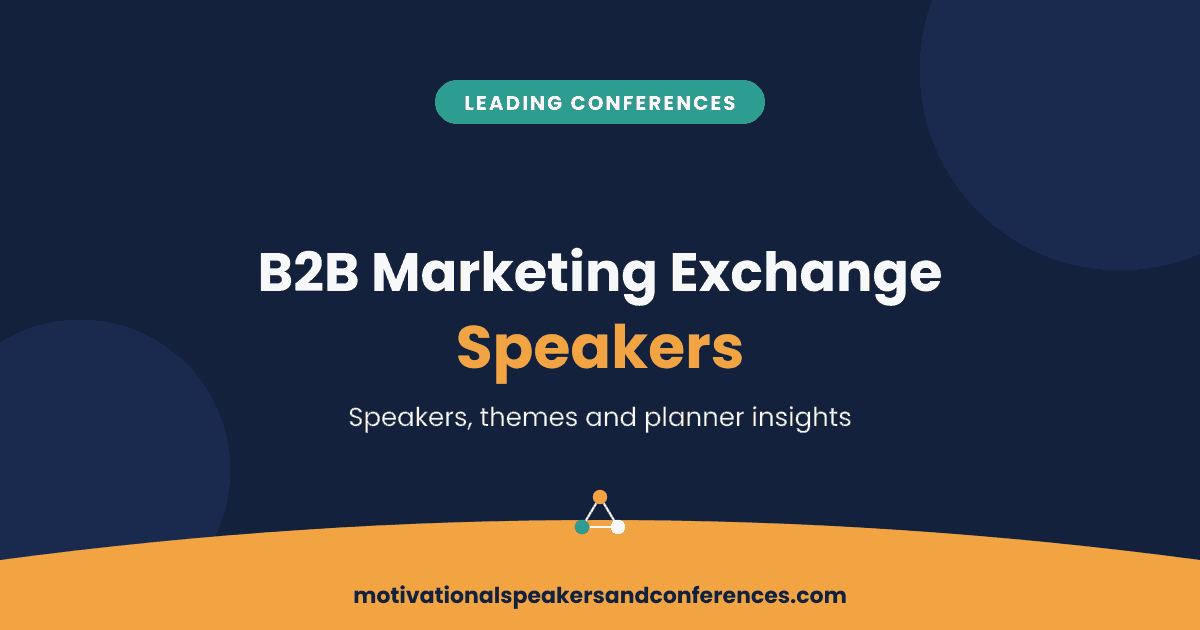 LEADING CONFERENCES
B2B Marketing Exchange
Speakers
Speakers, themes and planner insights
motivationalspeakersandconferences.com